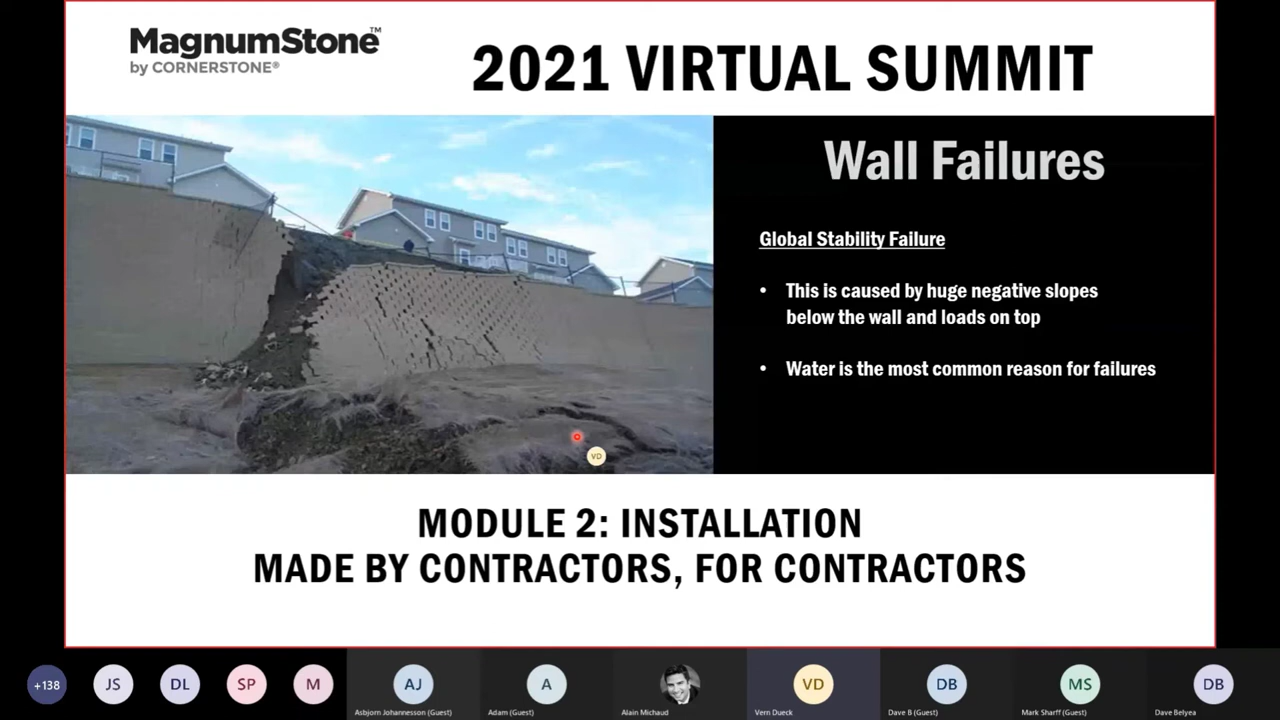 MagnumStone™
by CORNERSTONE®
2021 VIRTUAL SUMMIT
Wall Failures
Global Stability Failure
• This is caused by huge negative slopes
below the wall and loads on top
• Water is the most common reason for failures
VD
MODULE 2: INSTALLATION
MADE BY CONTRACTORS, FOR CONTRACTORS
+138
JS
DL
SP
M
AJ
Asbjorn Johannesson (Guest)
A
Adam (Guest)
Alain Michaud
VD
Vern Dueck
DB
Dave B (Guest)
MS
Mark Sharff (Guest)
DB
Dave Belyea